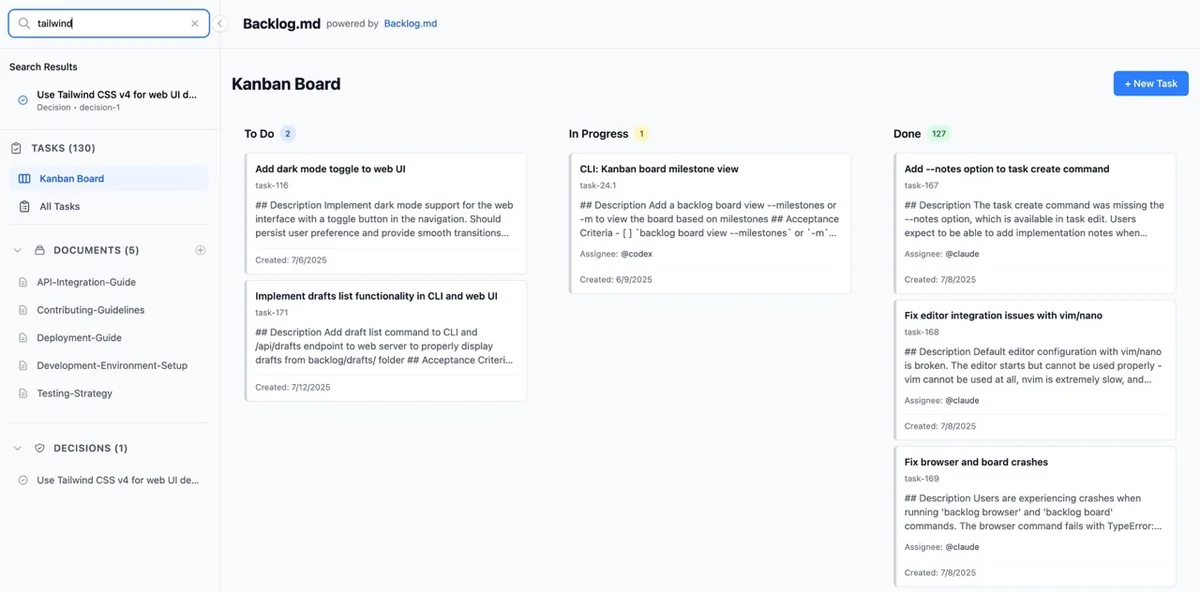 tailwind
Backlog.md powered by Backlog.md
Search Results
Use Tailwind CSS v4 for web UI d...
Decision • decision-1
TASKS (130)
Kanban Board
All Tasks
DOCUMENTS (5)
API-Integration-Guide
Contributing-Guidelines
Deployment-Guide
Development-Environment-Setup
Testing-Strategy
DECISIONS (1)
Use Tailwind CSS v4 for web UI de...
Kanban Board
+ New Task
To Do 2
Add dark mode toggle to web UI
task-116
## Description Implement dark mode support for the web
interface with a toggle button in the navigation. Should
persist user preference and provide smooth transitions...
Created: 7/6/2025
Implement drafts list functionality in CLI and web UI
task-171
## Description Add draft list command to CLI and
/api/drafts endpoint to web server to properly display
drafts from backlog/drafts/ folder ## Acceptance Criteri...
Created: 7/12/2025
In Progress 1
CLI: Kanban board milestone view
task-24.1
## Description Add a backlog board view --milestones or
-m to view the board based on milestones ## Acceptance
Criteria - [ ] `backlog board view --milestones` or `-m`...
Assignee: @codex
Created: 6/9/2025
Done 127
Add --notes option to task create command
task-167
## Description The task create command was missing the
--notes option, which is available in task edit. Users
expect to be able to add implementation notes when...
Assignee: @claude
Created: 7/8/2025
Fix editor integration issues with vim/nano
task-168
## Description Default editor configuration with vim/nano
is broken. The editor starts but cannot be used properly -
vim cannot be used at all, nvim is extremely slow, and...
Assignee: @claude
Created: 7/8/2025
Fix browser and board crashes
task-169
## Description Users are experiencing crashes when
running 'backlog browser' and 'backlog board'
commands. The browser command fails with TypeError:...
Assignee: @claude
Created: 7/8/2025